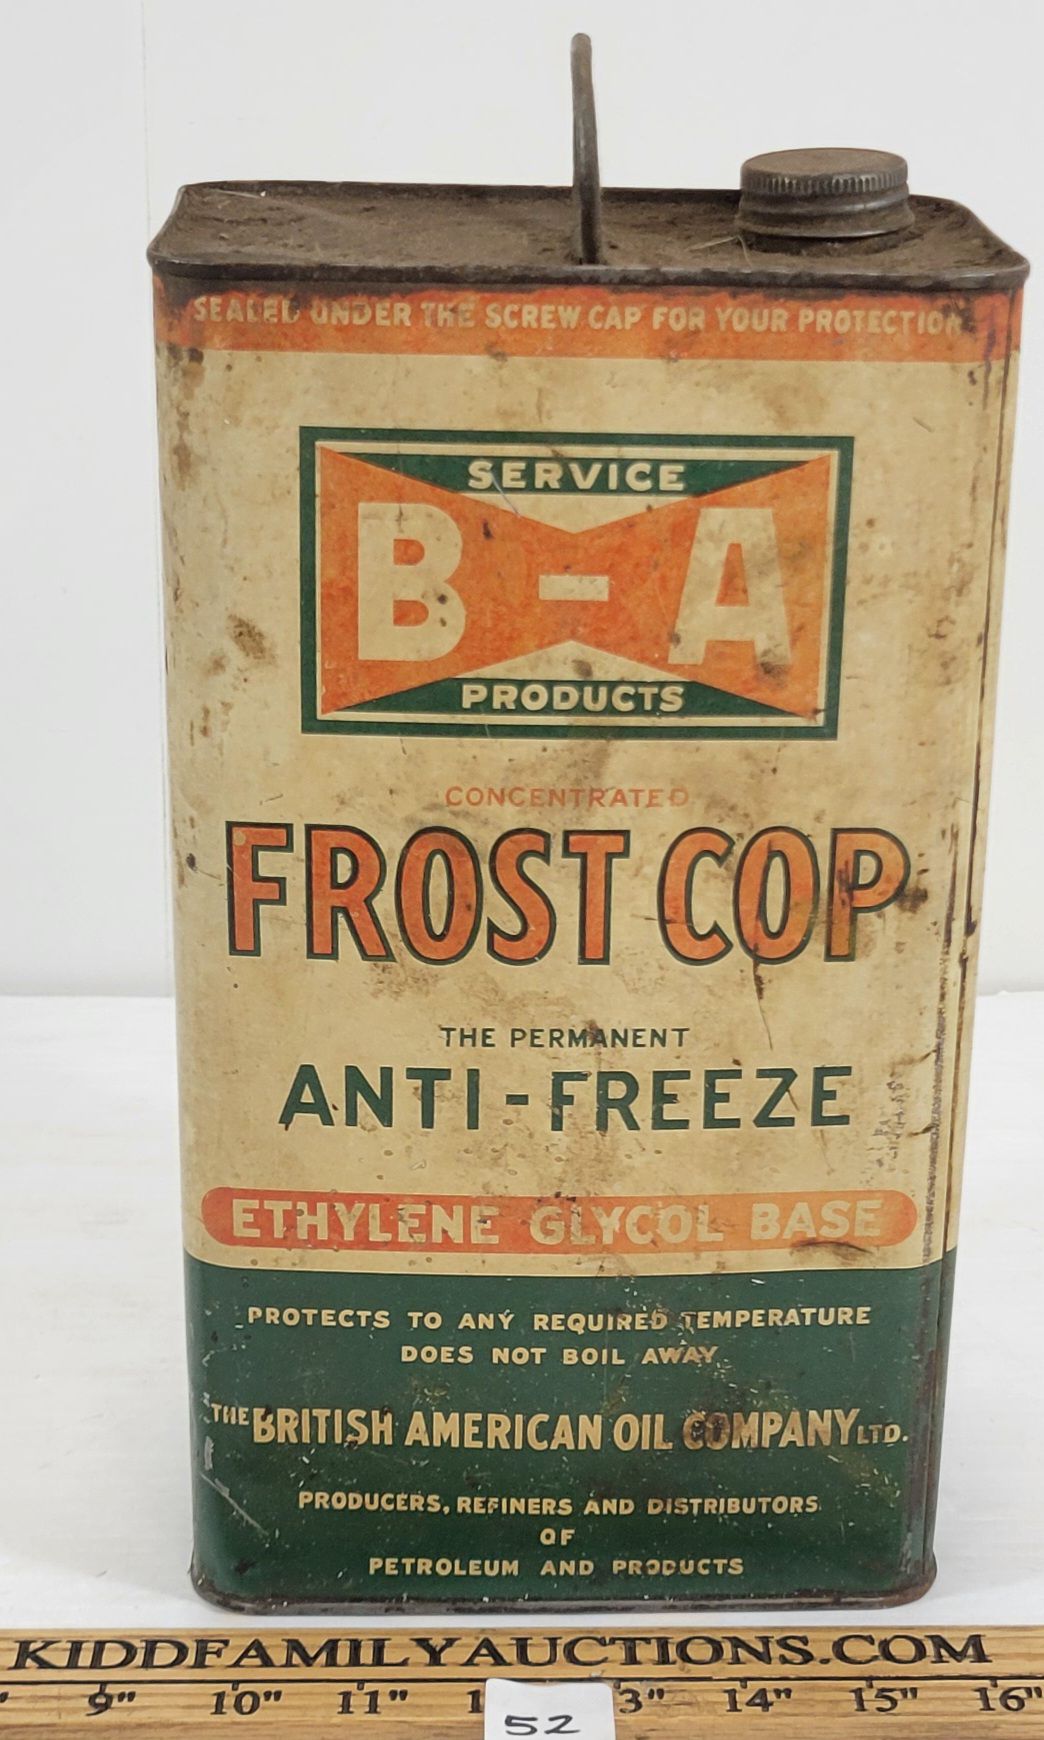 SEALED UNDER THE SCREW CAP FOR YOUR PROTECTION
SERVICE
B-A
PRODUCTS
CONCENTRATED
FROST COP
THE PERMANENT
ANTI-FREEZE
ETHYLENE GLYCOL BASE
PROTECTS TO ANY REQUIRED TEMPERATURE
DOES NOT BOIL AWAY
THE BRITISH AMERICAN OIL COMPANY LTD.
PRODUCERS, REFINERS AND DISTRIBUTORS
OF
PETROLEUM AND PRODUCTS
KIDDFAMILYAUCTIONS.COM
9" 10" 11" 1 3" 14" 15" 16"
52